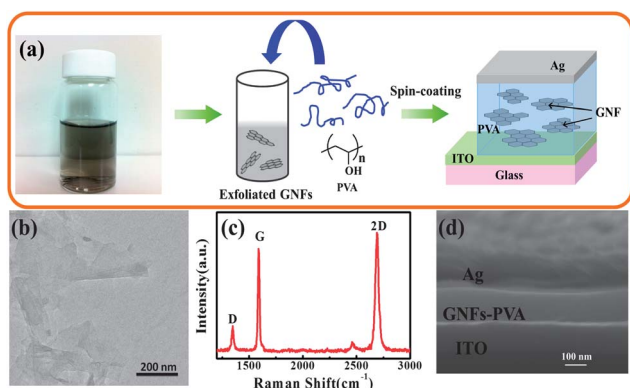 (a)
Spin-coating
Ag
GNF
PVA
ITO
Glass
n
OH
PVA
Exfoliated GNFs
(b)
200 nm
(c)
Intensity(a.u.)
D
G
2D
1500
2000
2500
3000
Raman Shift(cm-1)
(d)
Ag
GNFs-PVA
ITO
100 nm